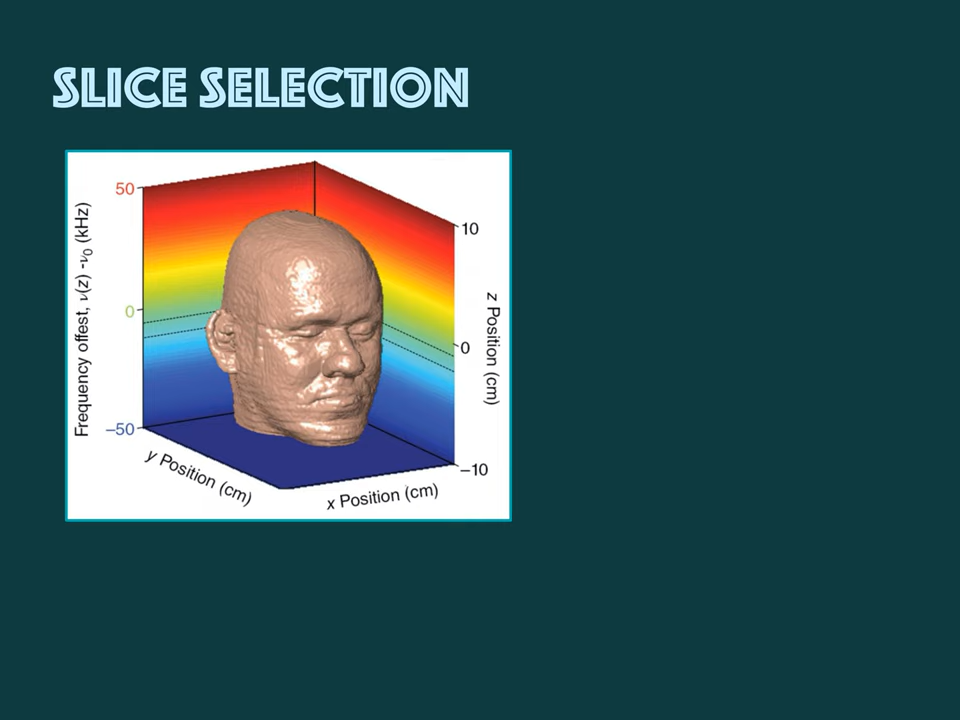 SLICE SELECTION
50
0
−50
Frequency offest, ν(z) -ν₀ (kHz)
10
0
−10
z Position (cm)
y Position (cm)
x Position (cm)